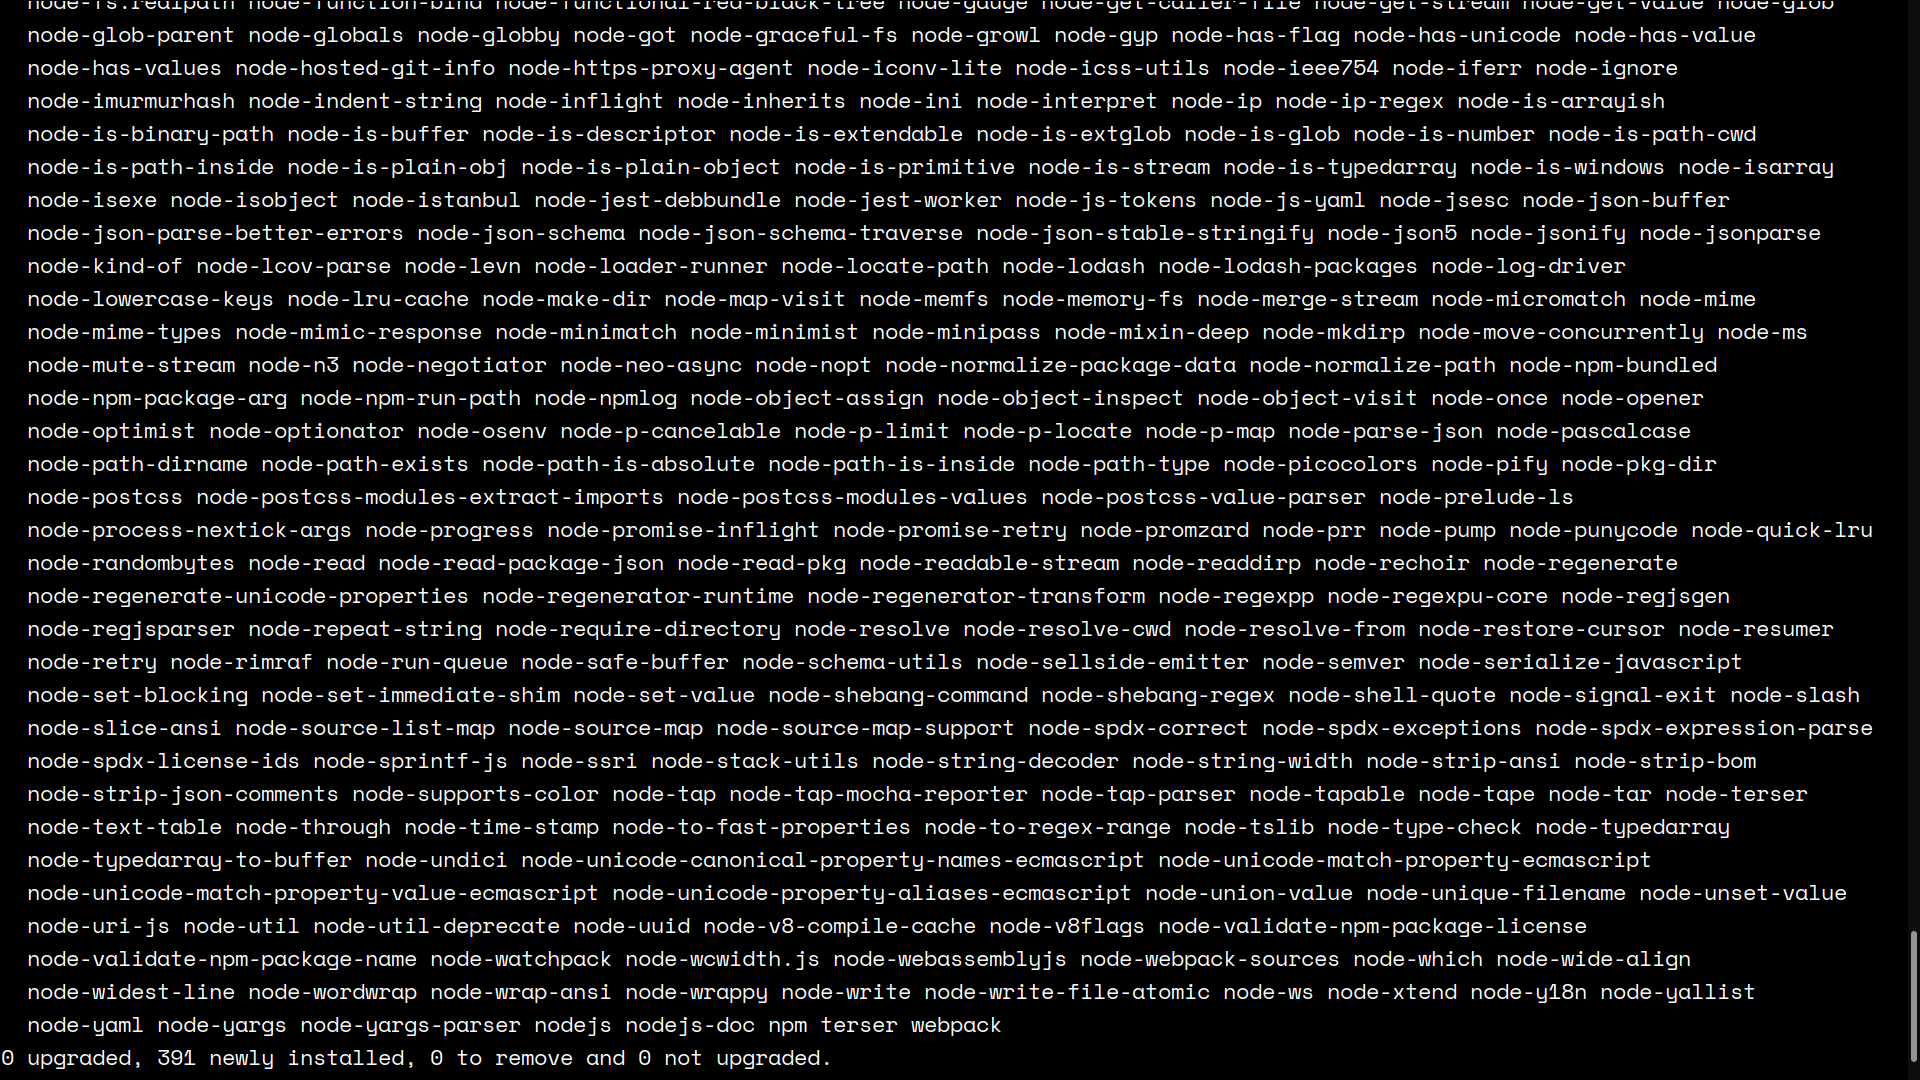 node-fs.realpath node-function-bind node-functional-red-black-tree node-gauge node-get-caller-file node-get-stream node-get-value node-glob
node-glob-parent node-globals node-globby node-got node-graceful-fs node-growl node-gyp node-has-flag node-has-unicode node-has-value
node-has-values node-hosted-git-info node-https-proxy-agent node-iconv-lite node-icss-utils node-ieee754 node-iferr node-ignore
node-imurmurhash node-indent-string node-inflight node-inherits node-ini node-interpret node-ip node-ip-regex node-is-arrayish
node-is-binary-path node-is-buffer node-is-descriptor node-is-extendable node-is-extglob node-is-glob node-is-number node-is-path-cwd
node-is-path-inside node-is-plain-obj node-is-plain-object node-is-primitive node-is-stream node-is-typedarray node-is-windows node-isarray
node-isexe node-isobject node-istanbul node-jest-debbundle node-jest-worker node-js-tokens node-js-yaml node-jsesc node-json-buffer
node-json-parse-better-errors node-json-schema node-json-schema-traverse node-json-stable-stringify node-json5 node-jsonify node-jsonparse
node-kind-of node-lcov-parse node-levn node-loader-runner node-locate-path node-lodash node-lodash-packages node-log-driver
node-lowercase-keys node-lru-cache node-make-dir node-map-visit node-memfs node-memory-fs node-merge-stream node-micromatch node-mime
node-mime-types node-mimic-response node-minimatch node-minimist node-minipass node-mixin-deep node-mkdirp node-move-concurrently node-ms
node-mute-stream node-n3 node-negotiator node-neo-async node-nopt node-normalize-package-data node-normalize-path node-npm-bundled
node-npm-package-arg node-npm-run-path node-npmlog node-object-assign node-object-inspect node-object-visit node-once node-opener
node-optimist node-optionator node-osenv node-p-cancelable node-p-limit node-p-locate node-p-map node-parse-json node-pascalcase
node-path-dirname node-path-exists node-path-is-absolute node-path-is-inside node-path-type node-picocolors node-pify node-pkg-dir
node-postcss node-postcss-modules-extract-imports node-postcss-modules-values node-postcss-value-parser node-prelude-ls
node-process-nextick-args node-progress node-promise-inflight node-promise-retry node-promzard node-prr node-pump node-punycode node-quick-lru
node-randombytes node-read node-read-package-json node-read-pkg node-readable-stream node-readdirp node-rechoir node-regenerate
node-regenerate-unicode-properties node-regenerator-runtime node-regenerator-transform node-regexpp node-regexpu-core node-regjsgen
node-regjsparser node-repeat-string node-require-directory node-resolve node-resolve-cwd node-resolve-from node-restore-cursor node-resumer
node-retry node-rimraf node-run-queue node-safe-buffer node-schema-utils node-sellside-emitter node-semver node-serialize-javascript
node-set-blocking node-set-immediate-shim node-set-value node-shebang-command node-shebang-regex node-shell-quote node-signal-exit node-slash
node-slice-ansi node-source-list-map node-source-map node-source-map-support node-spdx-correct node-spdx-exceptions node-spdx-expression-parse
node-spdx-license-ids node-sprintf-js node-ssri node-stack-utils node-string-decoder node-string-width node-strip-ansi node-strip-bom
node-strip-json-comments node-supports-color node-tap node-tap-mocha-reporter node-tap-parser node-tapable node-tape node-tar node-terser
node-text-table node-through node-time-stamp node-to-fast-properties node-to-regex-range node-tslib node-type-check node-typedarray
node-typedarray-to-buffer node-undici node-unicode-canonical-property-names-ecmascript node-unicode-match-property-ecmascript
node-unicode-match-property-value-ecmascript node-unicode-property-aliases-ecmascript node-union-value node-unique-filename node-unset-value
node-uri-js node-util node-util-deprecate node-uuid node-v8-compile-cache node-v8flags node-validate-npm-package-license
node-validate-npm-package-name node-watchpack node-wcwidth.js node-webassemblyjs node-webpack-sources node-which node-wide-align
node-widest-line node-wordwrap node-wrap-ansi node-wrappy node-write node-write-file-atomic node-ws node-xtend node-y18n node-yallist
node-yaml node-yargs node-yargs-parser nodejs nodejs-doc npm terser webpack
0 upgraded, 391 newly installed, 0 to remove and 0 not upgraded.